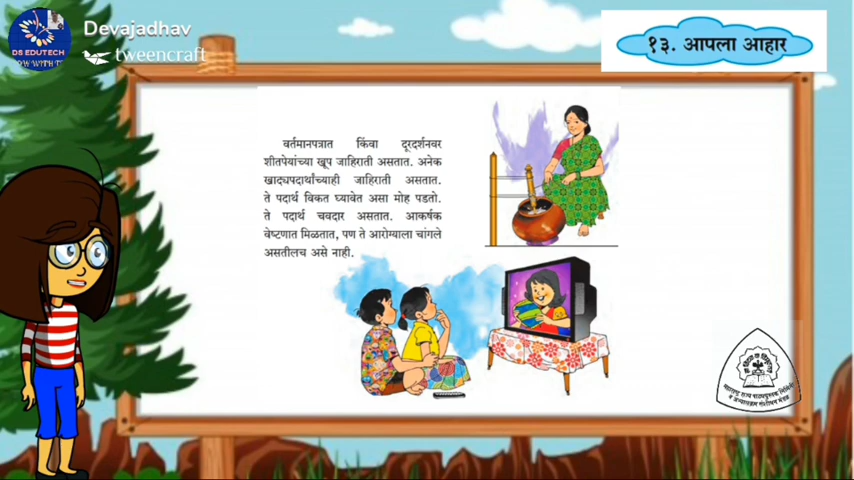 Devajadhav
tweencraft
DS EDUTECH
१३. आपला आहार
वर्तमानपत्रात किंवा दूरदर्शनवर
शीतपेयांच्या खूप जाहिराती असतात. अनेक
खाद्यपदार्थांच्याही जाहिराती असतात.
ते पदार्थ विकत घ्यावेत असा मोह पडतो.
ते पदार्थ चवदार असतात. आकर्षक
वेष्टणात मिळतात, पण ते आरोग्याला चांगले
असतीलच असे नाही.